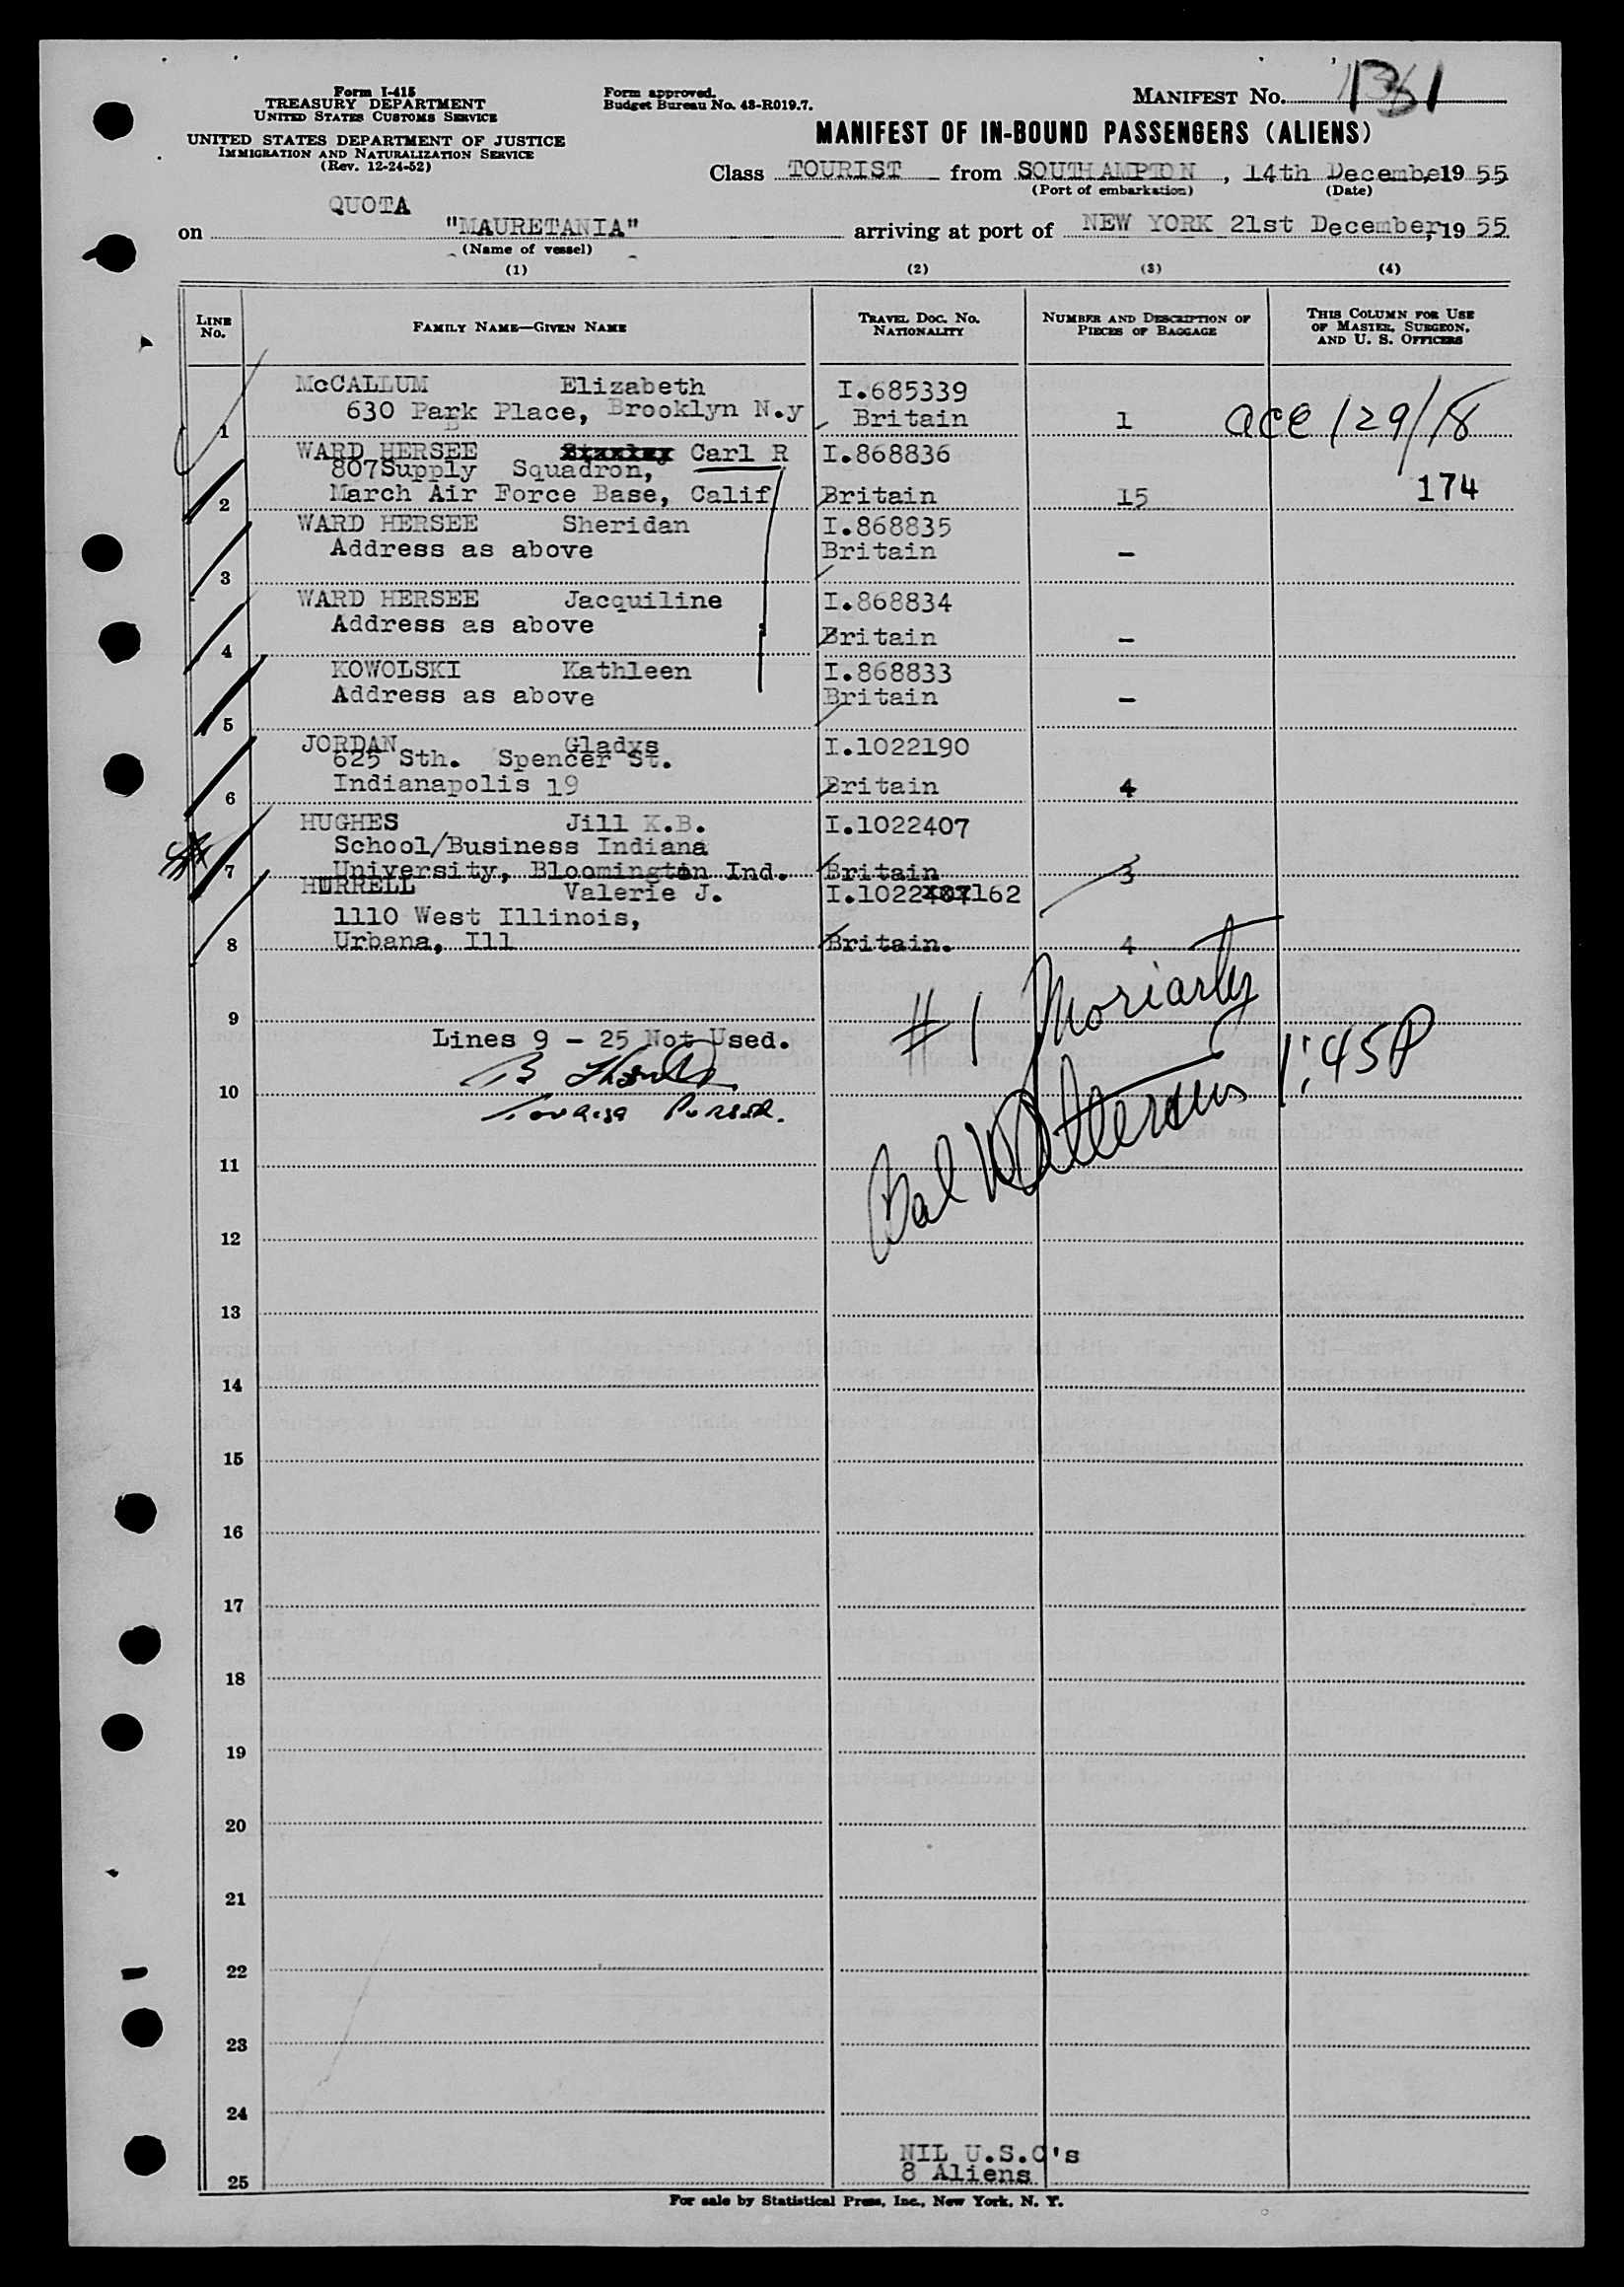 Form I-415
TREASURY DEPARTMENT
UNITED STATES CUSTOMS SERVICE
UNITED STATES DEPARTMENT OF JUSTICE
IMMIGRATION AND NATURALIZATION SERVICE
(Rev. 12-24-52)
Form approved.
Budget Bureau No. 43-R019.7.
MANIFEST No.
MANIFEST OF IN-BOUND PASSENGERS (ALIENS)
Class TOURIST from SOUTHAMPTON, 14th Decembe 19 55
(Port of embarkation) (Date)
QUOTA
on "MAURETANIA" arriving at port of NEW YORK 21st December, 19 55
(Name of vessel)
(1) (2) (3) (4)
LINE No. FAMILY NAME—GIVEN NAME TRAVEL DOC. No. NATIONALITY NUMBER AND DESCRIPTION OF PIECES OF BAGGAGE THIS COLUMN FOR USE OF MASTER, SURGEON, AND U. S. OFFICERS
McCALLUM Elizabeth I.685339
630 Park Place, Brooklyn N.y Britain 1 ace 129/18
1
WARD HERSEE Stanley Carl R I.868836
807Supply Squadron,
March Air Force Base, Calif Britain 15 174
2
WARD HERSEE Sheridan I.868835
Address as above Britain –
3
WARD HERSEE Jacquiline I.868834
Address as above Britain –
4
KOWOLSKI Kathleen I.868833
Address as above Britain –
5
JORDAN Gladys I.1022190
625 Sth. Spencer St.
Indianapolis 19 Britain 4
6
HUGHES Jill K.B. I.1022407
School/Business Indiana
7 University, Bloomington Ind. Britain 3
HURRELL Valerie J. I.1022407162
1110 West Illinois,
8 Urbana, Ill Britain. 4
# 1 Moriarty
9
Lines 9 – 25 Not Used.
1:45P
10
Purser.
11
12
13
14
15
16
17
18
19
20
21
22
23
24
NIL U.S.C's
8 Aliens
25
For sale by Statistical Press, Inc., New York, N. Y.